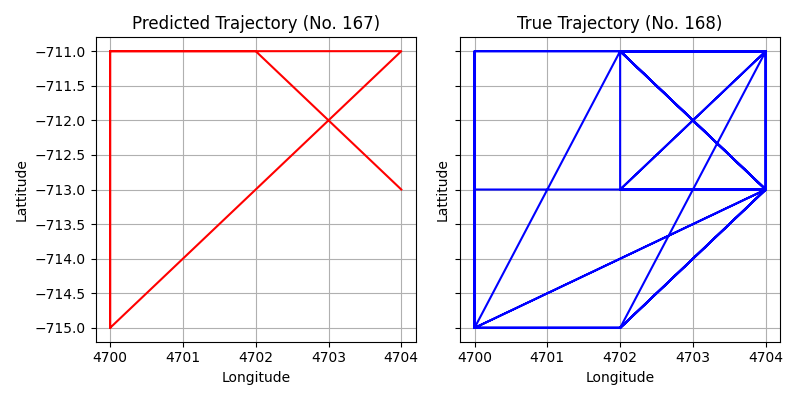 Predicted Trajectory (No. 167)
True Trajectory (No. 168)
Lattitude
−711.0
−711.5
−712.0
−712.5
−713.0
−713.5
−714.0
−714.5
−715.0
4700 4701 4702 4703 4704
Longitude
Lattitude
4700 4701 4702 4703 4704
Longitude